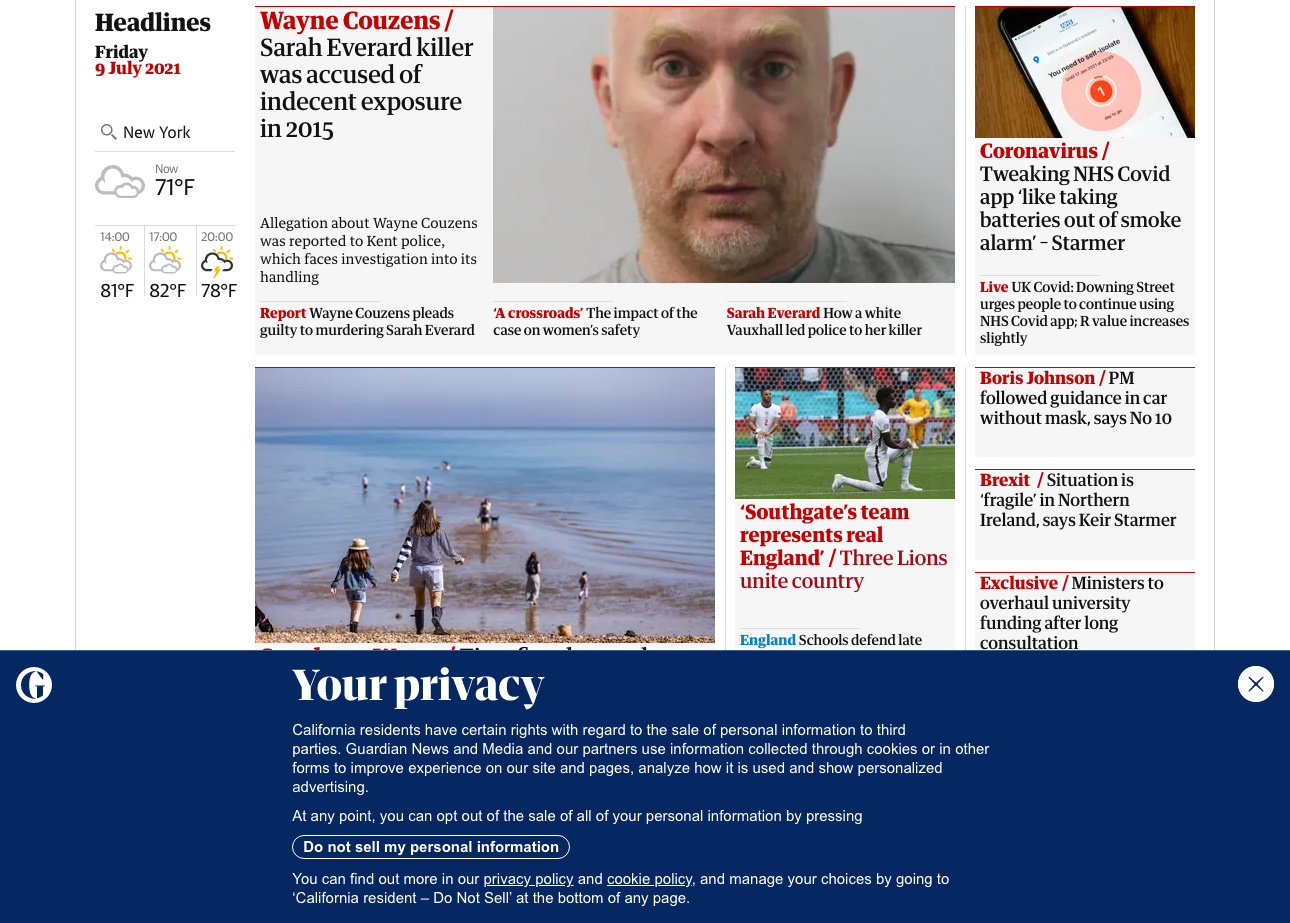 Headlines
Friday
9 July 2021
New York
Now
71°F
14:00
17:00
20:00
81°F
82°F
78°F
Wayne Couzens /
Sarah Everard killer
was accused of
indecent exposure
in 2015
Allegation about Wayne Couzens
was reported to Kent police,
which faces investigation into its
handling
Report Wayne Couzens pleads
guilty to murdering Sarah Everard
‘A crossroads’ The impact of the
case on women’s safety
Sarah Everard How a white
Vauxhall led police to her killer
You need to self-isolate
1
day to go
Coronavirus /
Tweaking NHS Covid
app ‘like taking
batteries out of smoke
alarm’ – Starmer
Live UK Covid: Downing Street
urges people to continue using
NHS Covid app; R value increases
slightly
‘Southgate’s team
represents real
England’ / Three Lions
unite country
England Schools defend late
Boris Johnson / PM
followed guidance in car
without mask, says No 10
Brexit / Situation is
‘fragile’ in Northern
Ireland, says Keir Starmer
Exclusive / Ministers to
overhaul university
funding after long
consultation
Your privacy
California residents have certain rights with regard to the sale of personal information to third
parties. Guardian News and Media and our partners use information collected through cookies or in other
forms to improve experience on our site and pages, analyze how it is used and show personalized
advertising.
At any point, you can opt out of the sale of all of your personal information by pressing
Do not sell my personal information
You can find out more in our privacy policy and cookie policy, and manage your choices by going to
‘California resident – Do Not Sell’ at the bottom of any page.